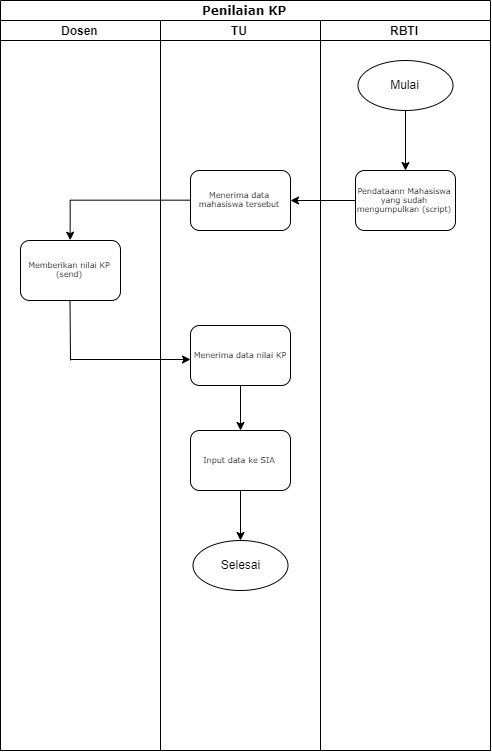 Penilaian KP
Dosen
TU
RBTI
Mulai
Pendataann Mahasiswa
yang sudah
mengumpulkan (script)
Menerima data
mahasiswa tersebut
Memberikan nilai KP
(send)
Menerima data nilai KP
Input data ke SIA
Selesai